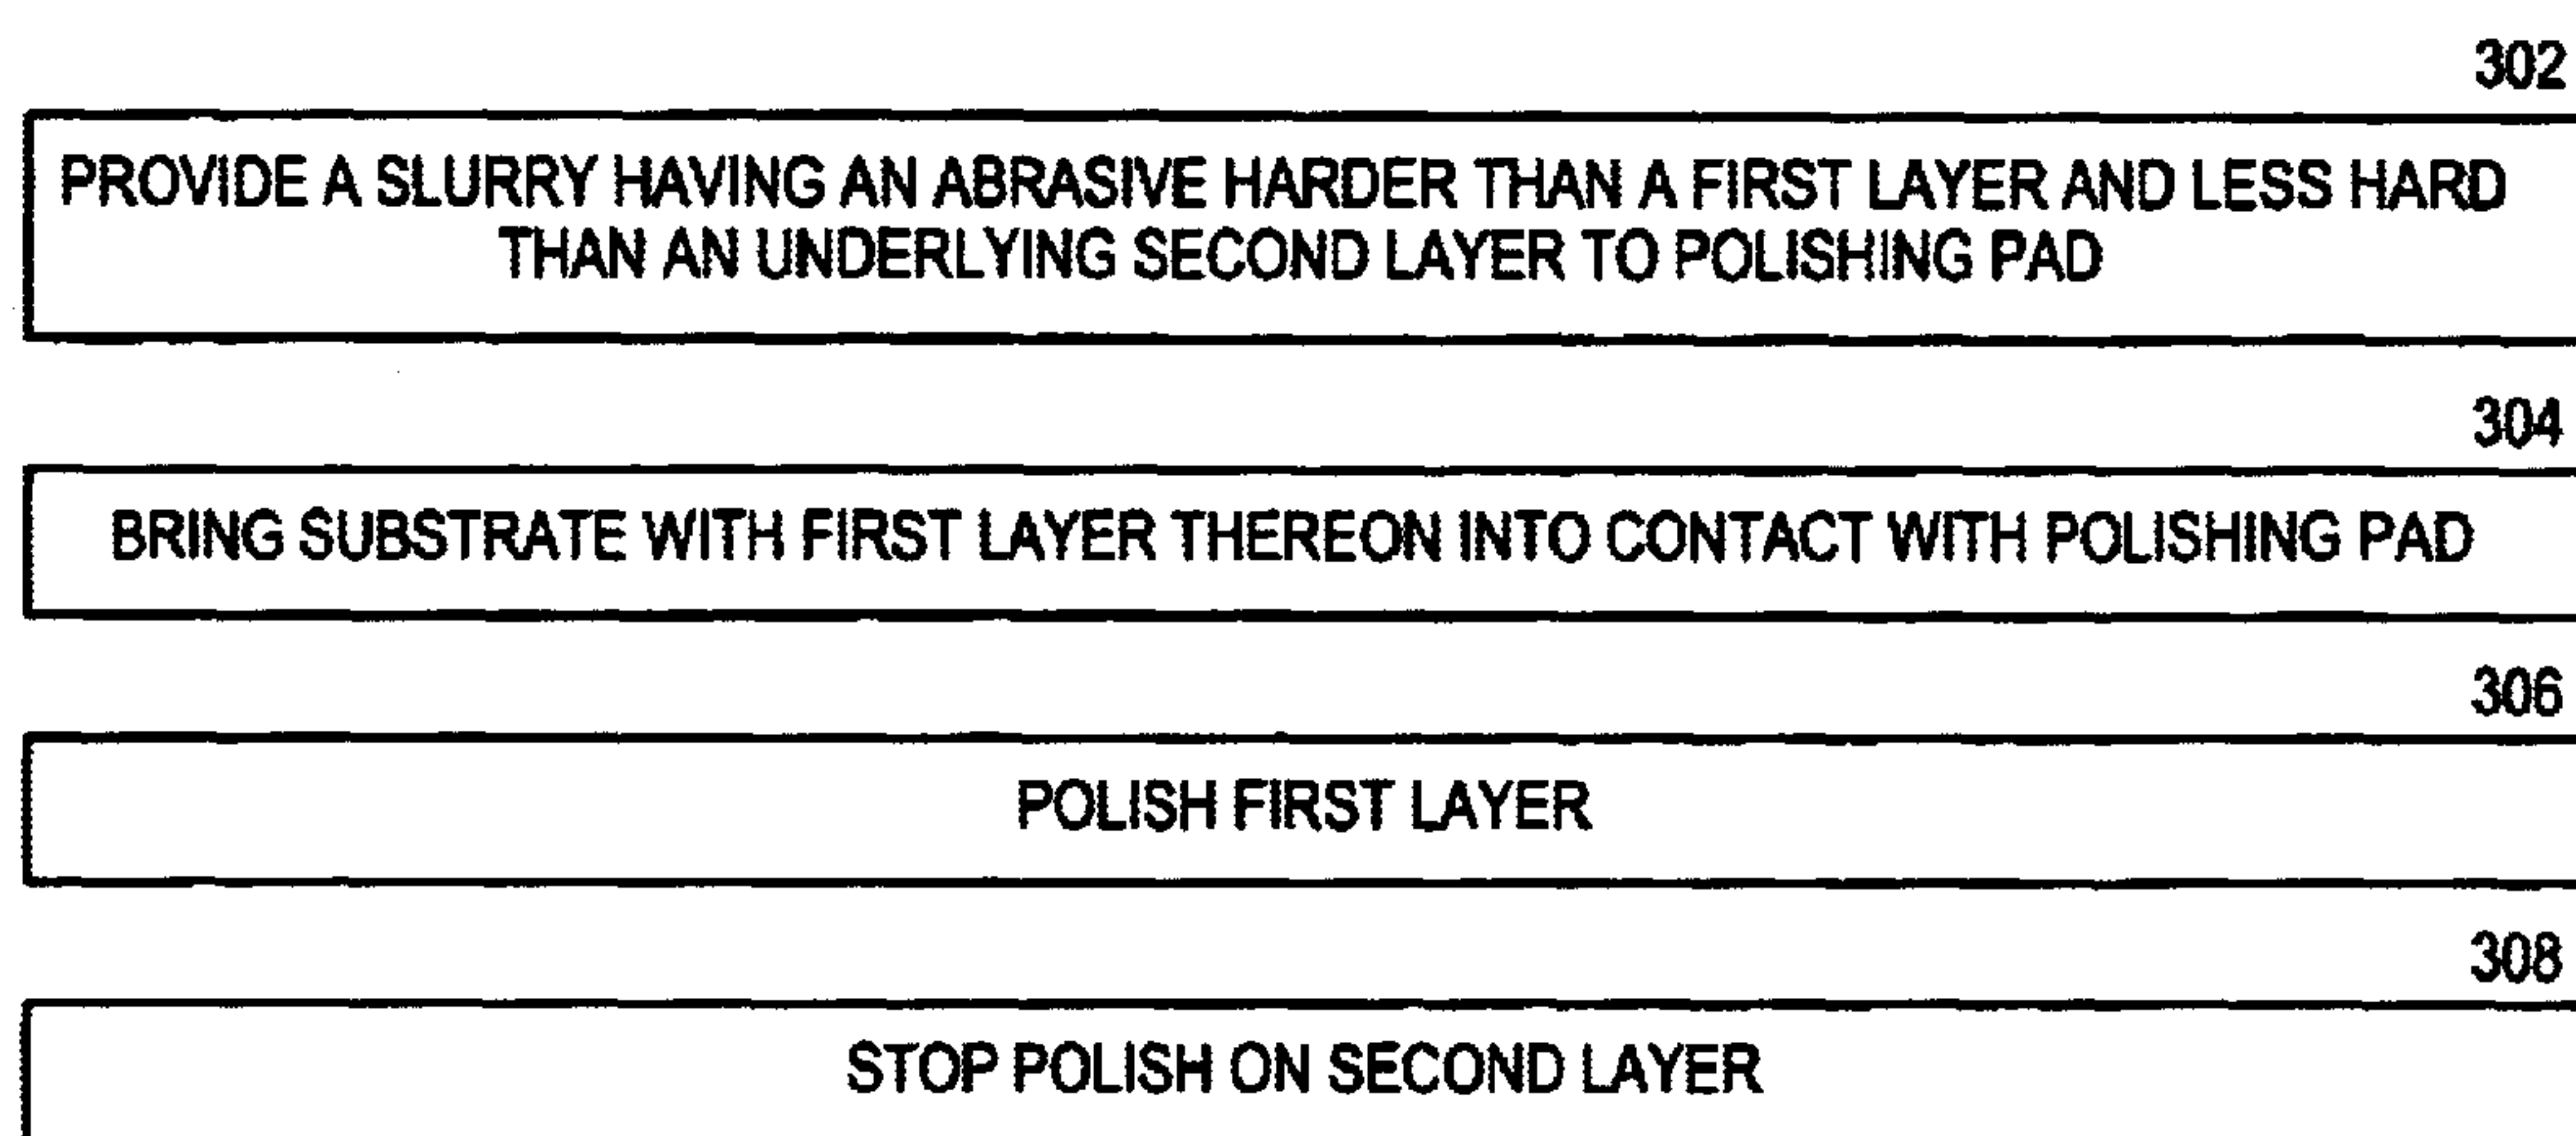 302
PROVIDE A SLURRY HAVING AN ABRASIVE HARDER THAN A FIRST LAYER AND LESS HARD
THAN AN UNDERLYING SECOND LAYER TO POLISHING PAD
304
BRING SUBSTRATE WITH FIRST LAYER THEREON INTO CONTACT WITH POLISHING PAD
306
POLISH FIRST LAYER
308
STOP POLISH ON SECOND LAYER